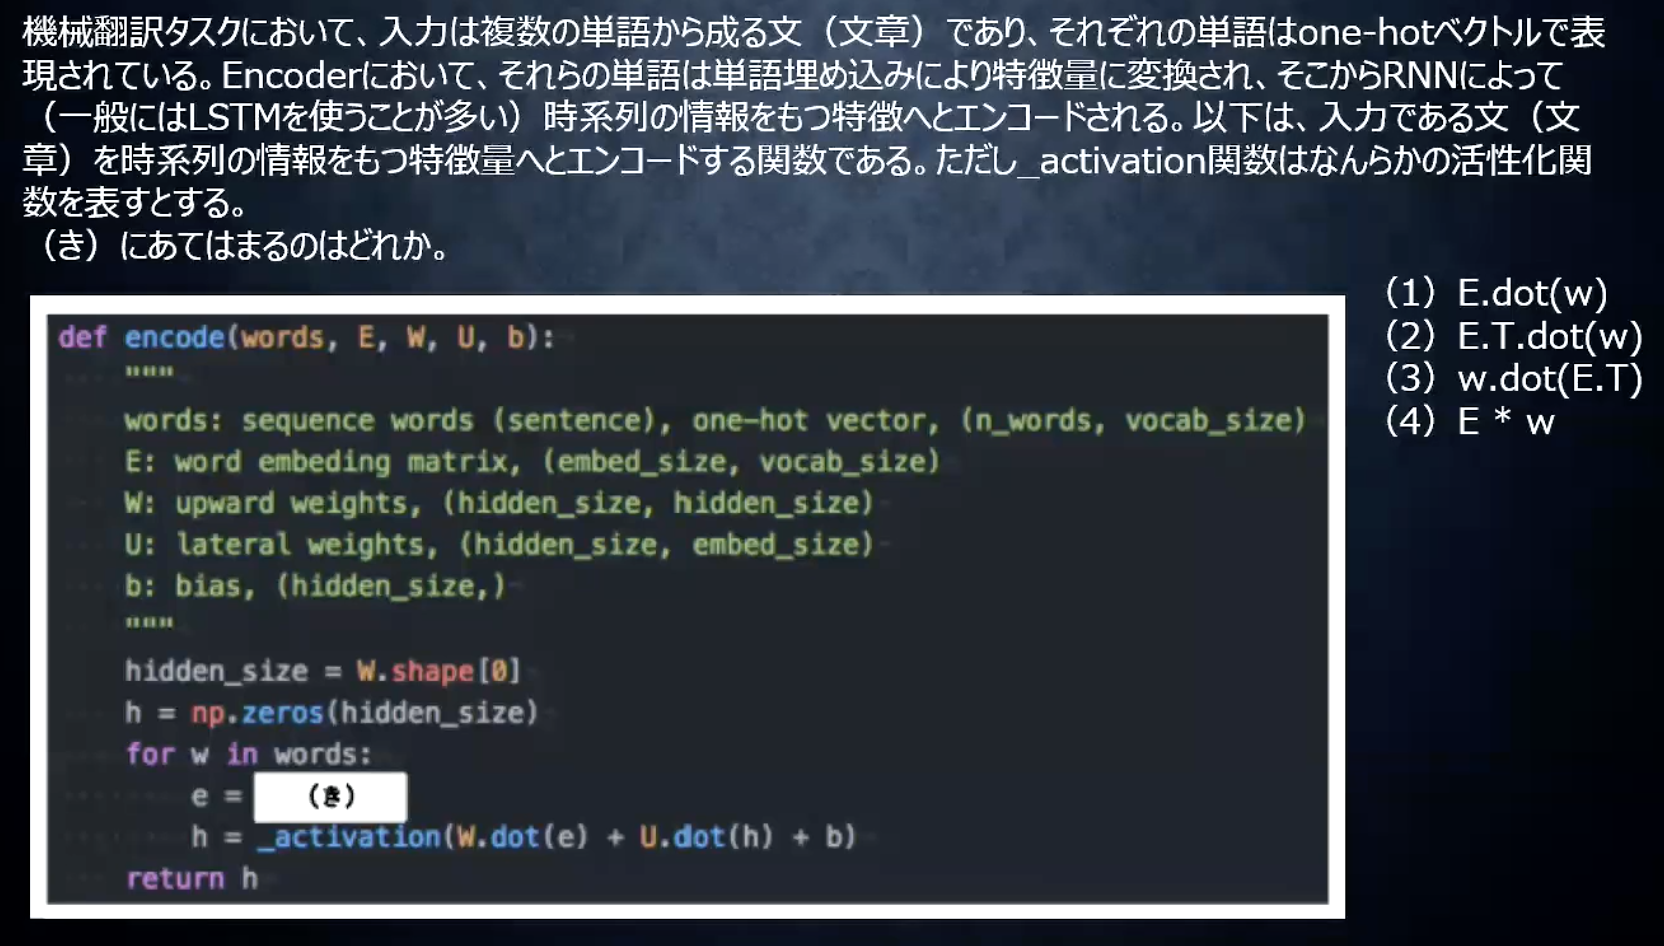 機械翻訳タスクにおいて、入力は複数の単語から成る文（文章）であり、それぞれの単語はone-hotベクトルで表
現されている。Encoderにおいて、それらの単語は単語埋め込みにより特徴量に変換され、そこからRNNによって
（一般にはLSTMを使うことが多い）時系列の情報をもつ特徴へとエンコードされる。以下は、入力である文（文
章）を時系列の情報をもつ特徴量へとエンコードする関数である。ただし_activation関数はなんらかの活性化関
数を表すとする。
（き）にあてはまるのはどれか。
def encode(words, E, W, U, b):
"""
words: sequence words (sentence), one-hot vector, (n_words, vocab_size)
E: word embeding matrix, (embed_size, vocab_size)
W: upward weights, (hidden_size, hidden_size)
U: lateral weights, (hidden_size, embed_size)
b: bias, (hidden_size,)
"""
hidden_size = W.shape[0]
h = np.zeros(hidden_size)
for w in words:
e = （き）
h = _activation(W.dot(e) + U.dot(h) + b)
return h
（1）E.dot(w)
（2）E.T.dot(w)
（3）w.dot(E.T)
（4）E * w